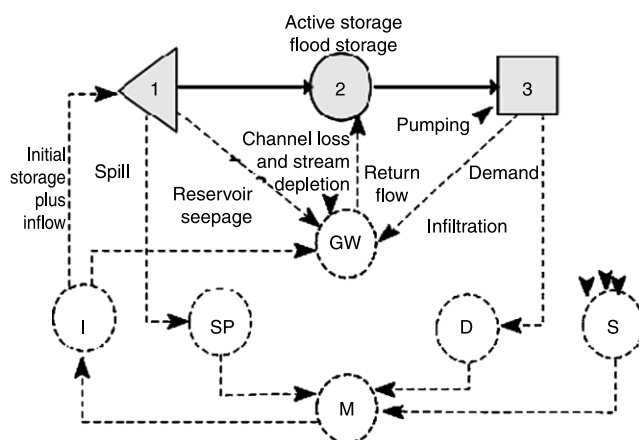 Active storage
flood storage
1
2
3
Initial
storage
plus
inflow
Spill
Reservoir
seepage
Channel loss
and stream
depletion
Return
flow
Pumping
Demand
Infiltration
GW
I
SP
D
S
M